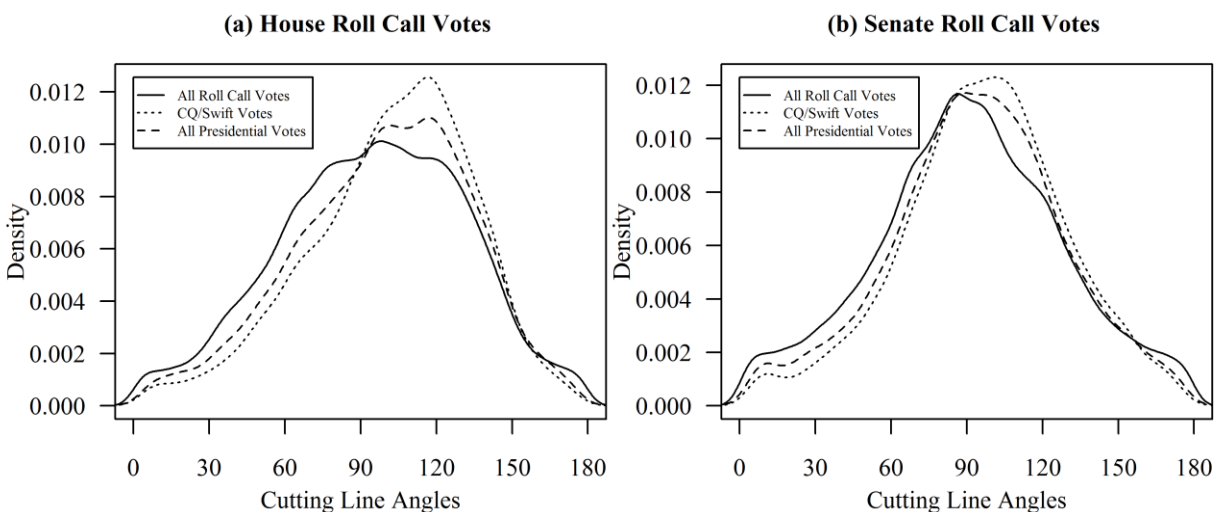 (a) House Roll Call Votes
All Roll Call Votes
CQ/Swift Votes
All Presidential Votes
Density
0.012
0.010
0.008
0.006
0.004
0.002
0.000
0 30 60 90 120 150 180
Cutting Line Angles
(b) Senate Roll Call Votes
All Roll Call Votes
CQ/Swift Votes
All Presidential Votes
Density
0.012
0.010
0.008
0.006
0.004
0.002
0.000
0 30 60 90 120 150 180
Cutting Line Angles